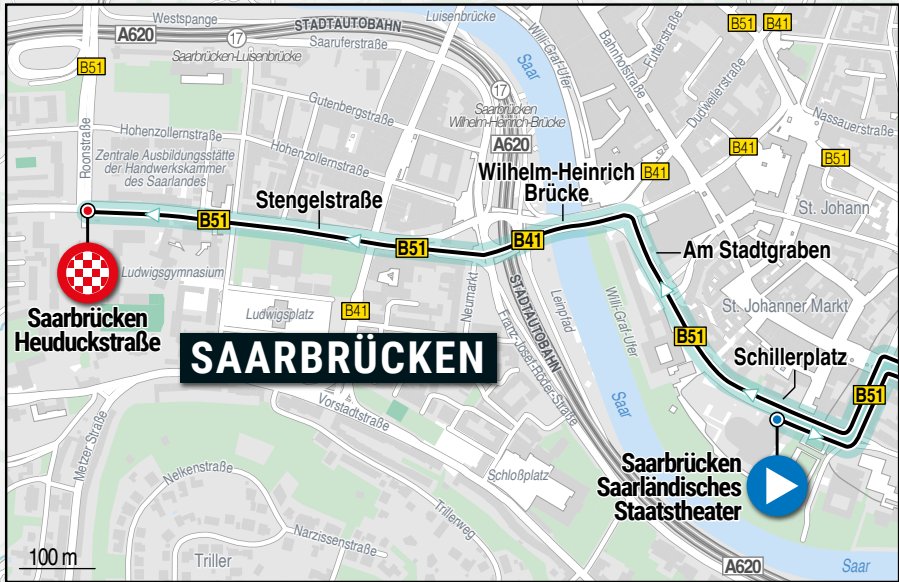 Westspange
A620
STADTAUTOBAHN
Luisenbrücke
17
Saaruferstraße
Saarbrücken-Luisenbrücke
B51
Saar
Willi-Graf-Ufer
Bahnhofstraße
Futterstraße
B51
B41
Dudweilerstraße
Gutenbergstraße
17
Saarbrücken
Wilhelm-Heinrich-Brücke
A620
Nassauerstraße
Roonstraße
Hohenzollernstraße
Hohenzollernstraße
Zentrale Ausbildungsstätte
der Handwerkskammer
des Saarlandes
B41
B51
Wilhelm-Heinrich
Brücke
B41
Stengelstraße
St. Johann
B51
B51
B41
Am Stadtgraben
Ludwigsgymnasium
Neumarkt
STADTAUTOBAHN
Franz-Josef-Röder-Straße
Leinpfad
Willi-Graf-Ufer
St. Johanner Markt
Ludwigsplatz
B41
B51
Saarbrücken
Heuduckstraße
SAARBRÜCKEN
Schillerplatz
B51
Saar
Vorstadtstraße
Metzer Straße
Schloßplatz
Saarbrücken
Saarländisches
Staatstheater
Nelkenstraße
Trillerweg
Narzissenstraße
Triller
100 m
A620
Saar